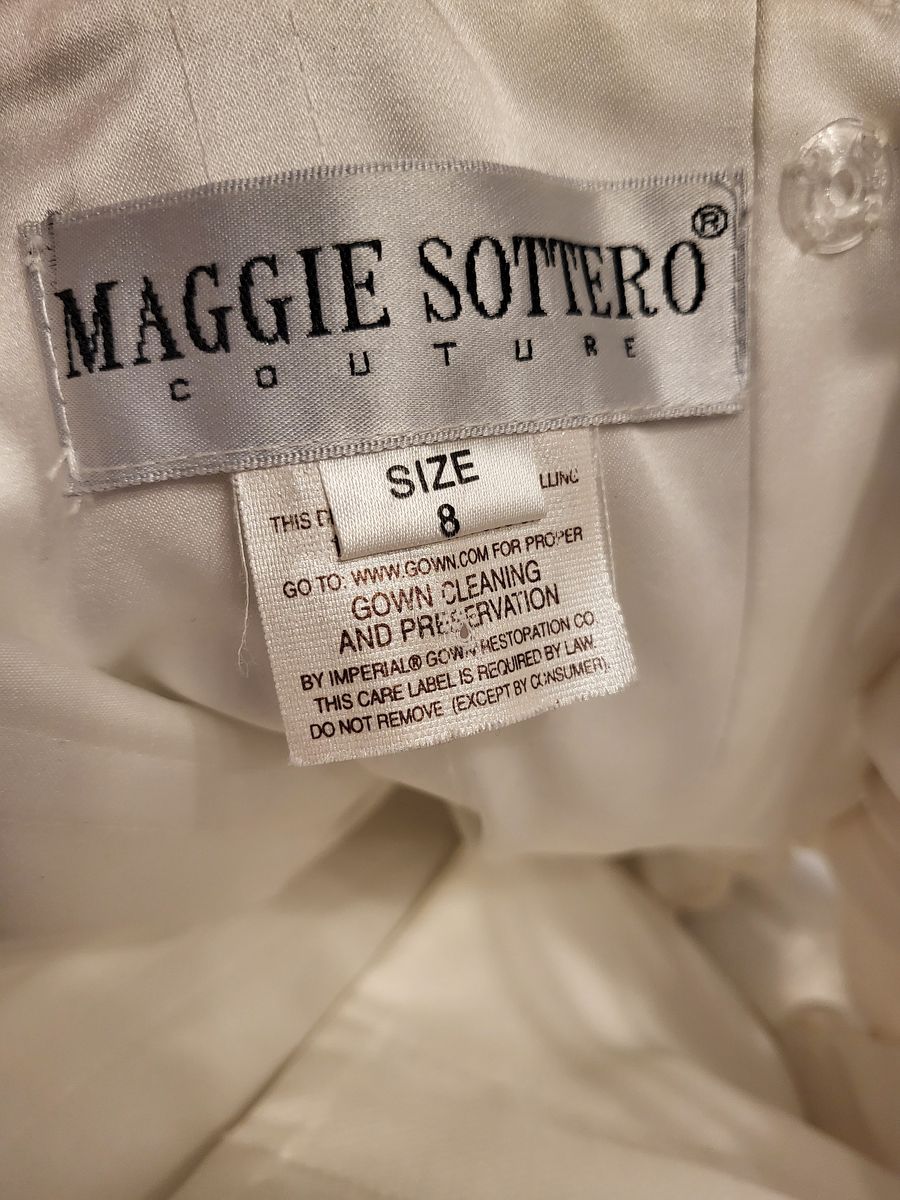 MAGGIE SOTTERO®
COUTURE
SIZE
8
THIS
GO TO: WWW.GOWN.COM FOR PROPER
GOWN CLEANING
AND PRESERVATION
BY IMPERIAL® GOWN RESTORATION CO
THIS CARE LABEL IS REQUIRED BY LAW.
DO NOT REMOVE (EXCEPT BY CONSUMER).